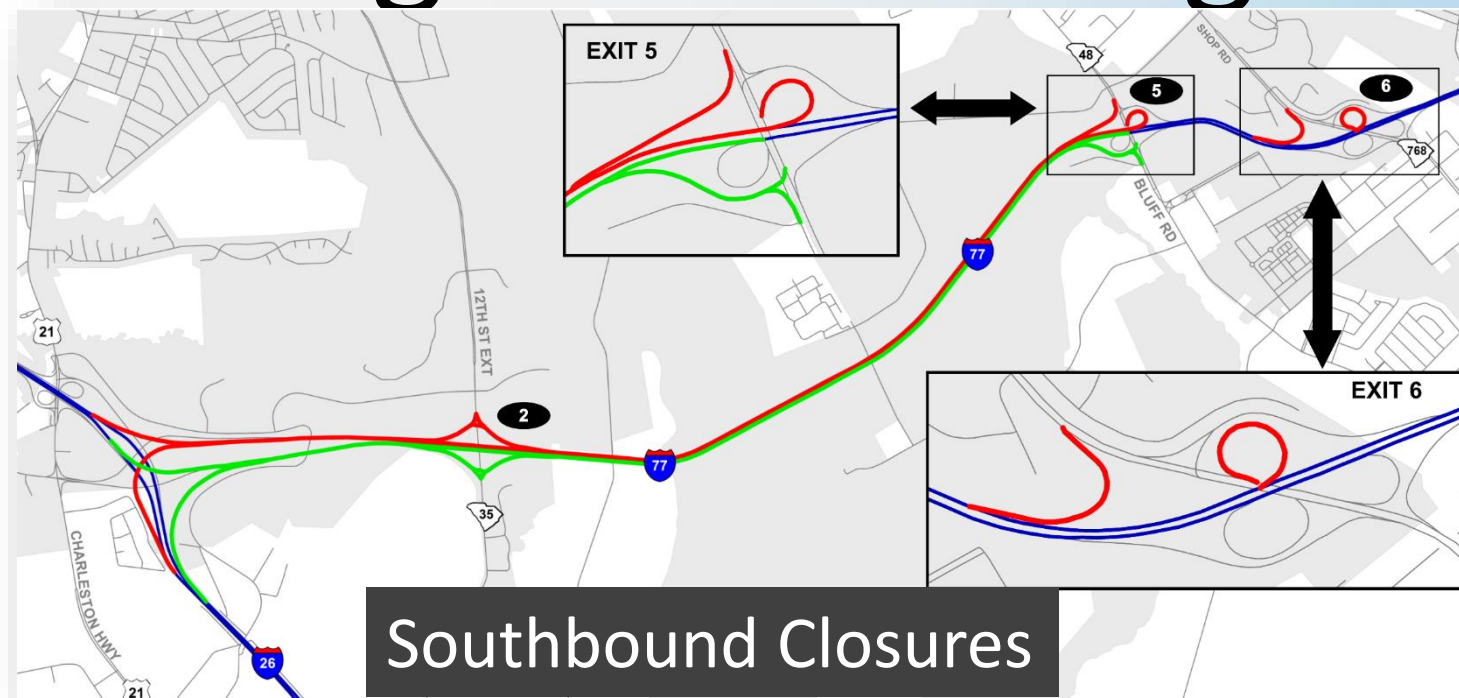 EXIT 5
48
SHOP RD
5
6
768
BLUFF RD
77
21
12TH ST EXT
2
77
EXIT 6
35
CHARLESTON HWY
26
21
Southbound Closures